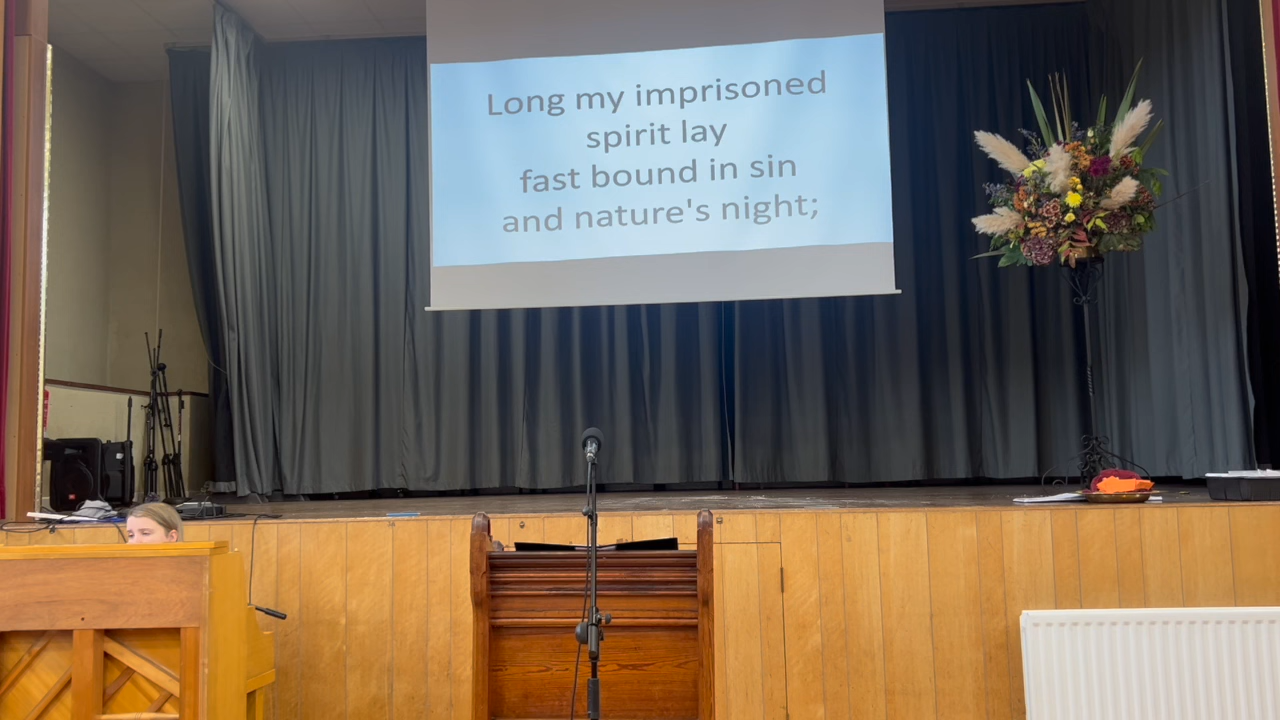 Long my imprisoned
spirit lay
fast bound in sin
and nature's night;